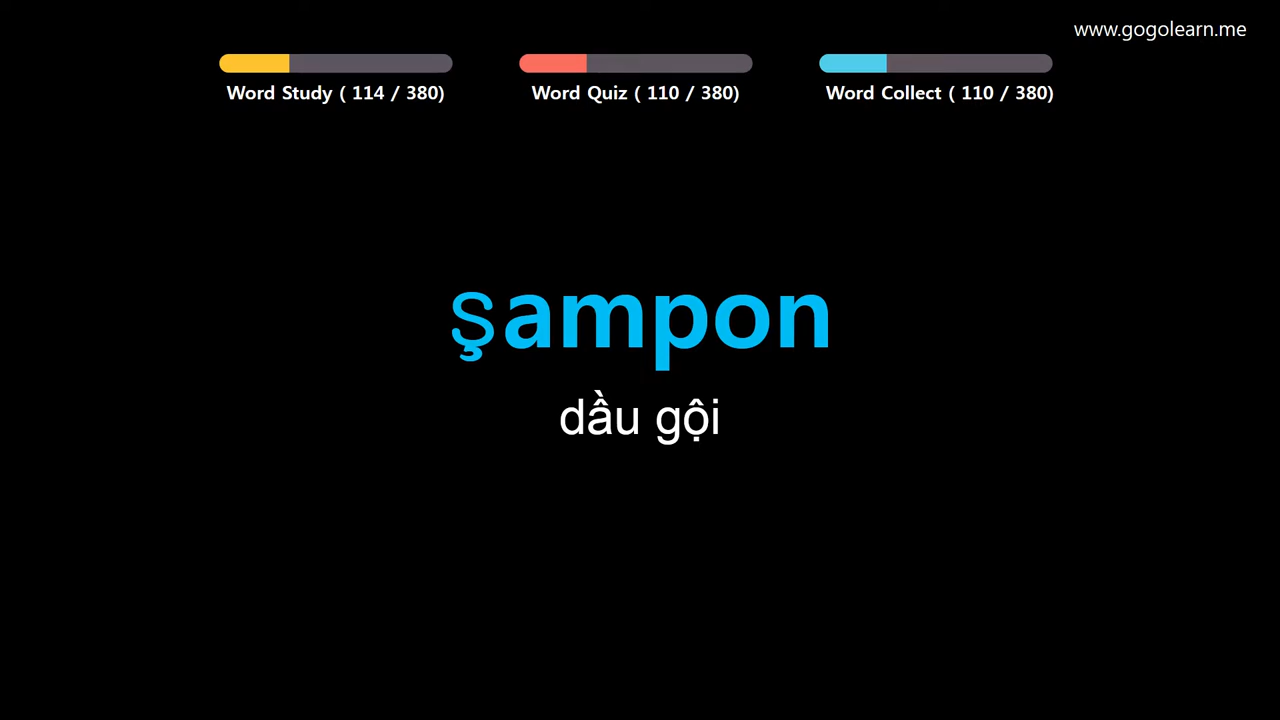 www.gogolearn.me
Word Study ( 114 / 380)
Word Quiz ( 110 / 380)
Word Collect ( 110 / 380)
şampon
dầu gội